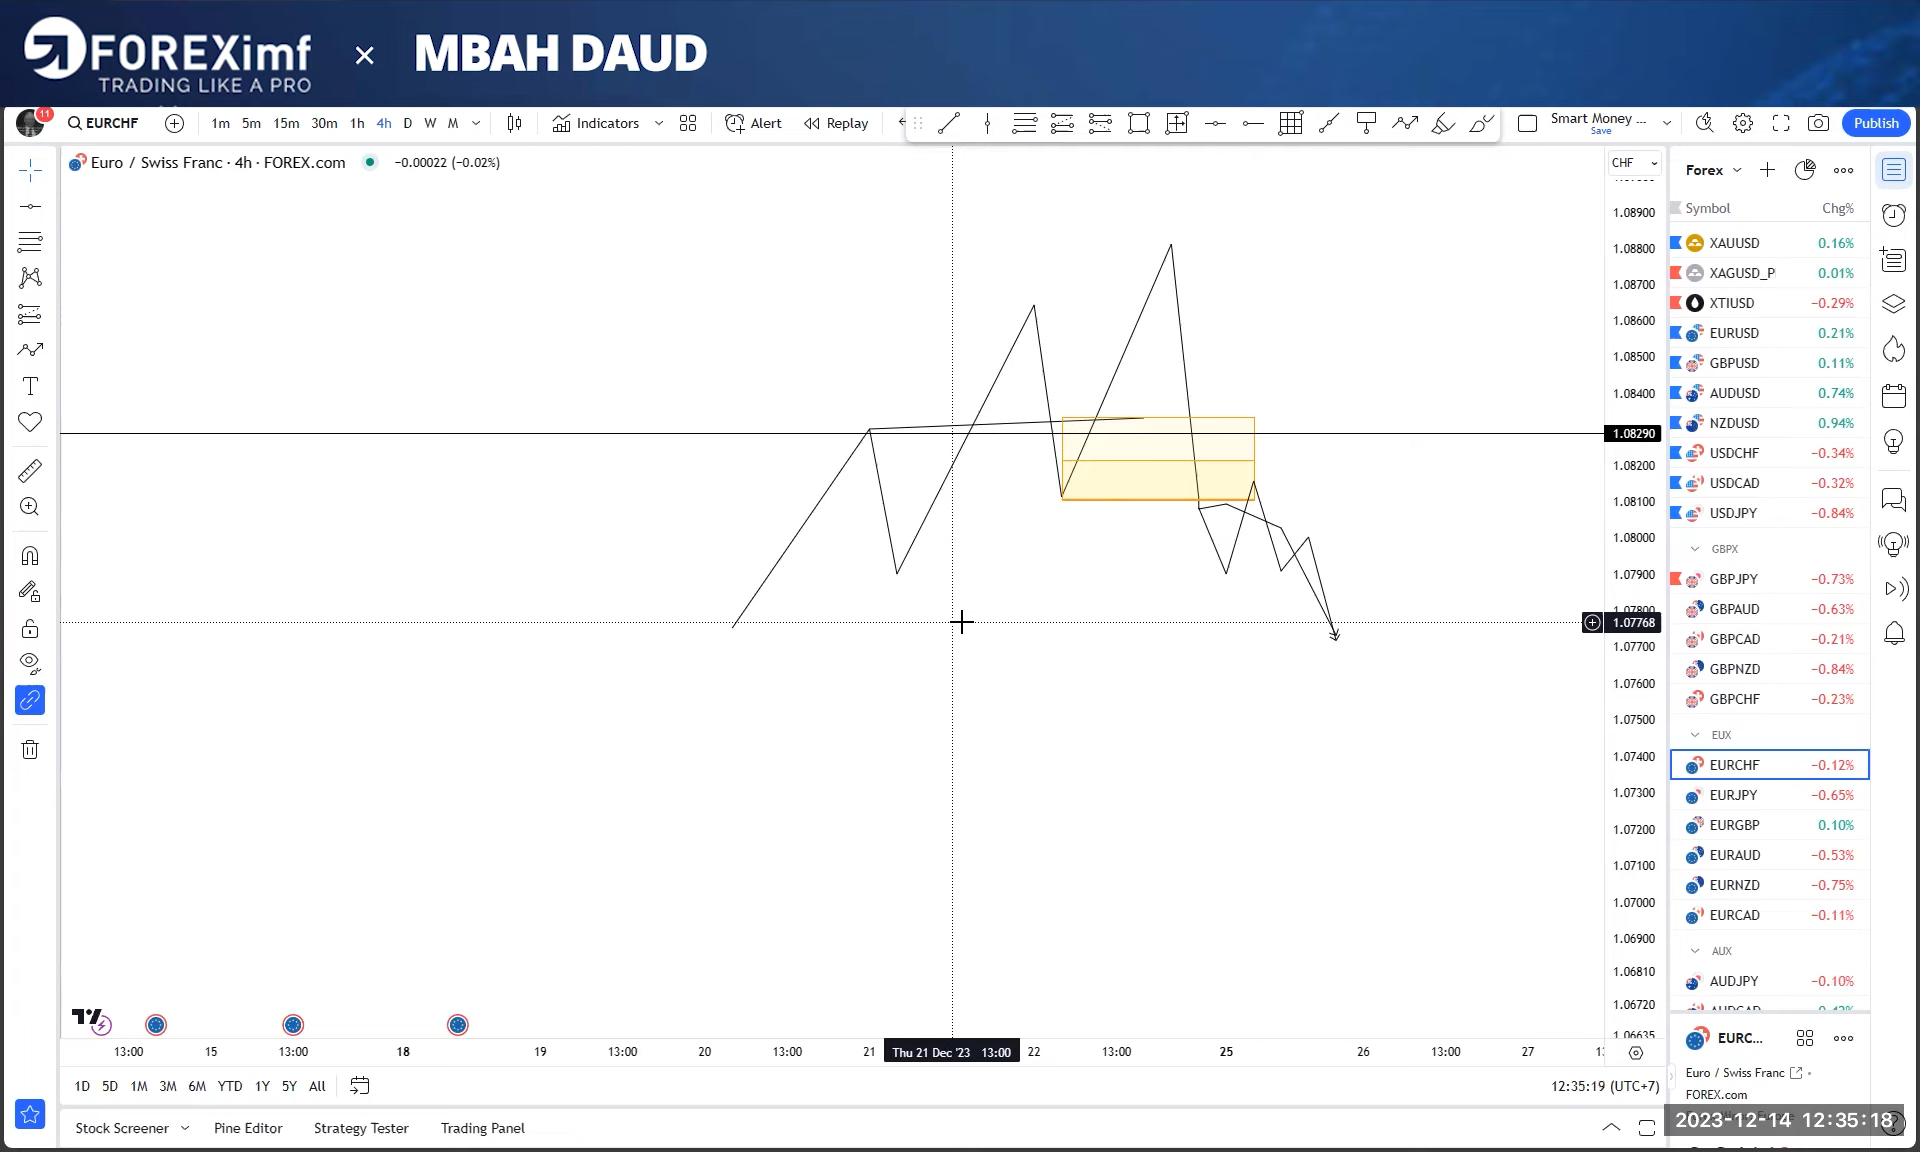 FOREXimf × MBAH DAUD
TRADING LIKE A PRO
11
EURCHF 1m 5m 15m 30m 1h 4h D W M Indicators Alert Replay Smart Money ... Save Publish
Euro / Swiss Franc · 4h · FOREX.com −0.00022 (−0.02%)
CHF
1.08900
1.08800
1.08700
1.08600
1.08500
1.08400
1.08290
1.08200
1.08100
1.08000
1.07900
1.07800
1.07768
1.07700
1.07600
1.07500
1.07400
1.07300
1.07200
1.07100
1.07000
1.06900
1.06810
1.06720
1.06635
Forex
Symbol Chg%
XAUUSD 0.16%
XAGUSD_P 0.01%
XTIUSD −0.29%
EURUSD 0.21%
GBPUSD 0.11%
AUDUSD 0.74%
NZDUSD 0.94%
USDCHF −0.34%
USDCAD −0.32%
USDJPY −0.84%
GBPX
GBPJPY −0.73%
GBPAUD −0.63%
GBPCAD −0.21%
GBPNZD −0.84%
GBPCHF −0.23%
EUX
EURCHF −0.12%
EURJPY −0.65%
EURGBP 0.10%
EURAUD −0.53%
EURNZD −0.75%
EURCAD −0.11%
AUX
AUDJPY −0.10%
EURC...
Euro / Swiss Franc
FOREX.com
13:00 15 13:00 18 19 13:00 20 13:00 21 Thu 21 Dec '23 13:00 22 13:00 25 26 13:00 27
1D 5D 1M 3M 6M YTD 1Y 5Y All 12:35:19 (UTC+7)
Stock Screener Pine Editor Strategy Tester Trading Panel
2023-12-14 12:35:18